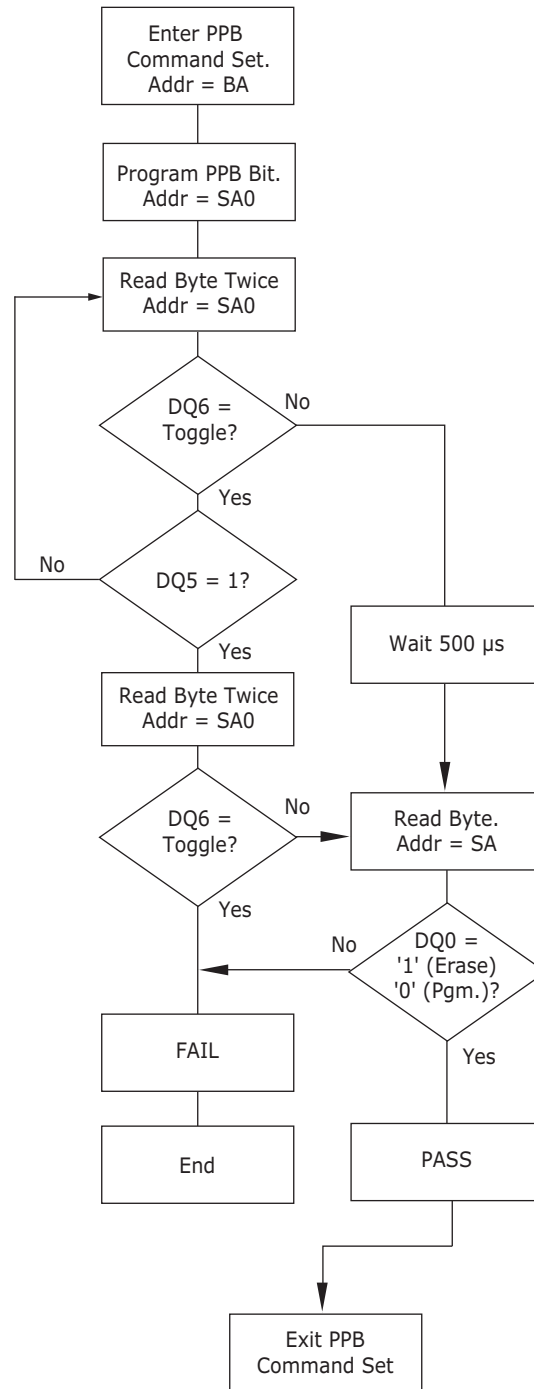 Enter PPB
Command Set.
Addr = BA
Program PPB Bit.
Addr = SA0
Read Byte Twice
Addr = SA0
DQ6 =
Toggle?
No
Yes
No
DQ5 = 1?
Yes
Wait 500 µs
Read Byte Twice
Addr = SA0
DQ6 =
Toggle?
No
Yes
Read Byte.
Addr = SA
No
DQ0 =
'1' (Erase)
'0' (Pgm.)?
Yes
FAIL
End
PASS
Exit PPB
Command Set